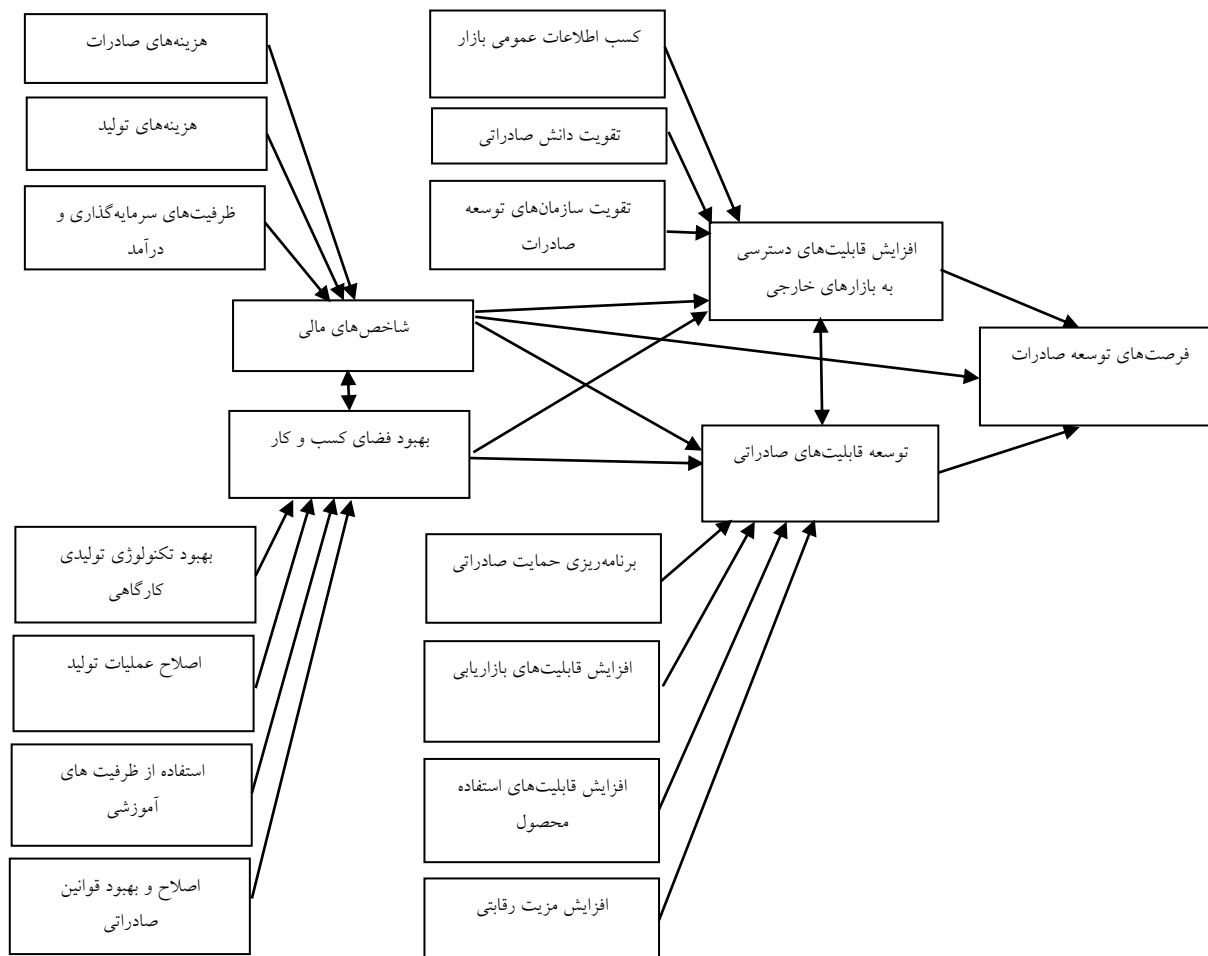 هزینه‌های صادرات
هزینه‌های تولید
ظرفیت‌های سرمایه‌گذاری و
درآمد
کسب اطلاعات عمومی بازار
تقویت دانش صادراتی
تقویت سازمان‌های توسعه
صادرات
افزایش قابلیت‌های دسترسی
به بازارهای خارجی
شاخص‌های مالی
فرصت‌های توسعه صادرات
بهبود فضای کسب و کار
توسعه قابلیت‌های صادراتی
بهبود تکنولوژی تولیدی
کارگاهی
اصلاح عملیات تولید
استفاده از ظرفیت های
آموزشی
اصلاح و بهبود قوانین
صادراتی
برنامه‌ریزی حمایت صادراتی
افزایش قابلیت‌های بازاریابی
افزایش قابلیت‌های استفاده
محصول
افزایش مزیت رقابتی